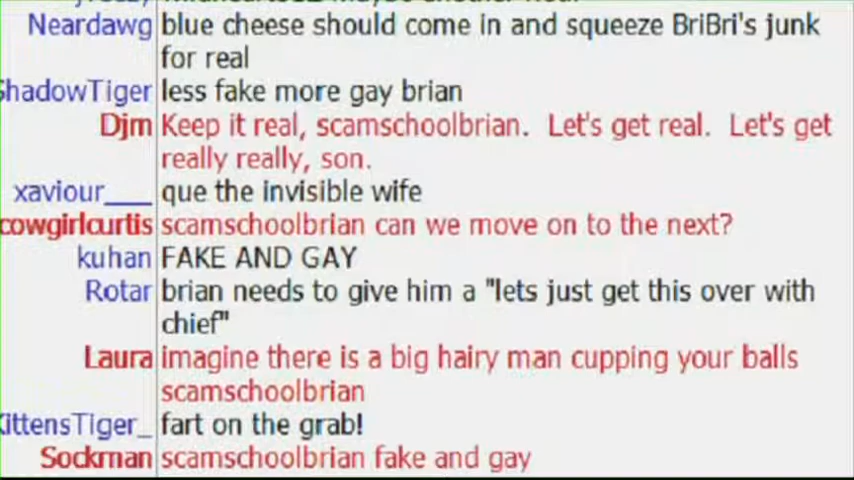 Neardawg blue cheese should come in and squeeze BriBri's junk
for real
ShadowTiger less fake more gay brian
Djm Keep it real, scamschoolbrian. Let's get real. Let's get
really really, son.
xaviour___ que the invisible wife
cowgirlcurtis scamschoolbrian can we move on to the next?
kuhan FAKE AND GAY
Rotar brian needs to give him a "lets just get this over with
chief"
Laura imagine there is a big hairy man cupping your balls
scamschoolbrian
KittensTiger_ fart on the grab!
Sockman scamschoolbrian fake and gay